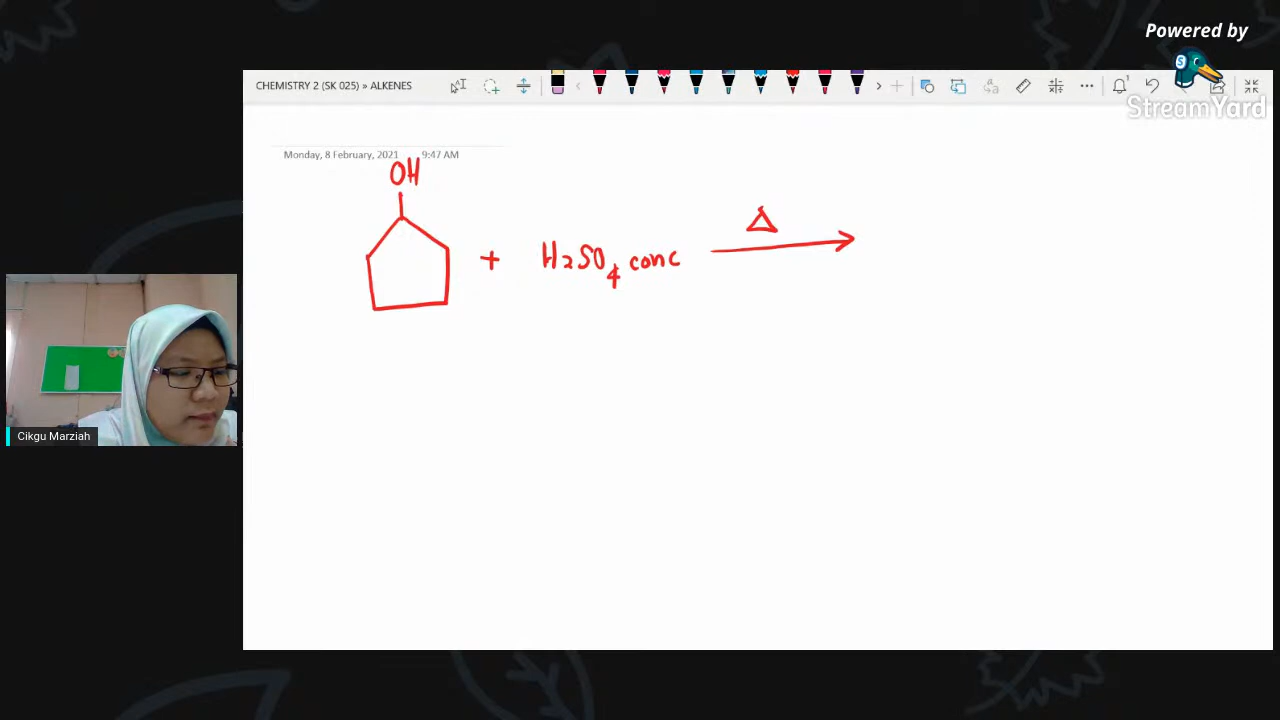 Powered by
StreamYard
CHEMISTRY 2 (SK 025) » ALKENES
Monday, 8 February, 2021 9:47 AM
OH
+ H₂SO₄ conc Δ
Cikgu Marziah